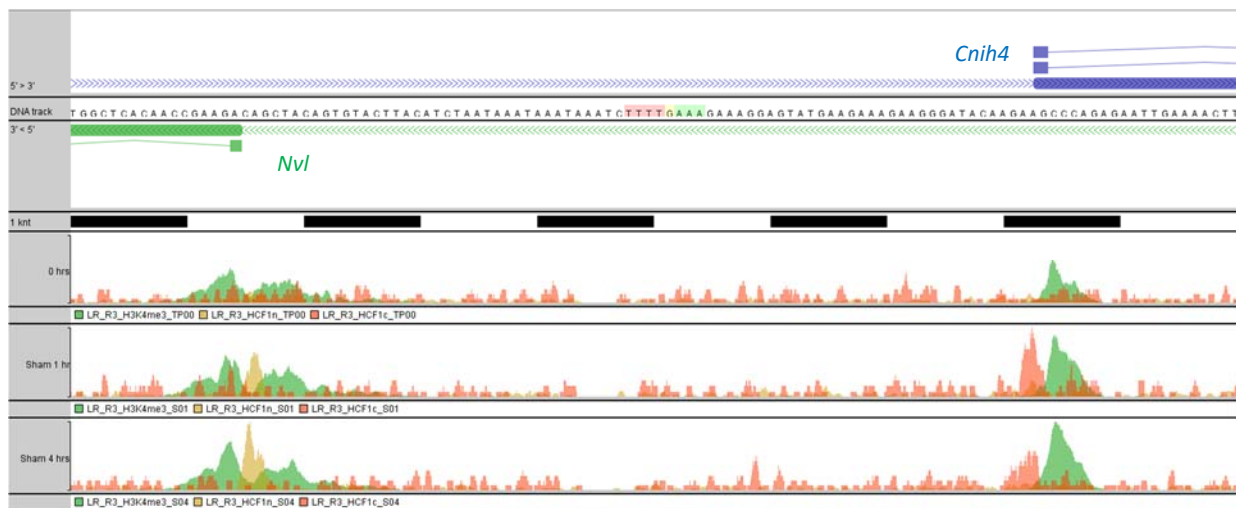 Cnih4
5' > 3'
DNA track
T G G C T C A C A A C C G A A G A C A G C T A C A G T G T A C T T A C A T C T A A T A A A T A A A T A A A T C T T T T G A A A G A A A G G A G T A T G A A G A A A G A A G G G A T A C A A G A A G C C C A G A G A A T T G A A A A C T T
3' < 5'
Nvl
1 knt
0 hrs
LR_R3_H3K4me3_TP00 LR_R3_HCF1n_TP00 LR_R3_HCF1c_TP00
Sham 1 hr
LR_R3_H3K4me3_S01 LR_R3_HCF1n_S01 LR_R3_HCF1c_S01
Sham 4 hrs
LR_R3_H3K4me3_S04 LR_R3_HCF1n_S04 LR_R3_HCF1c_S04